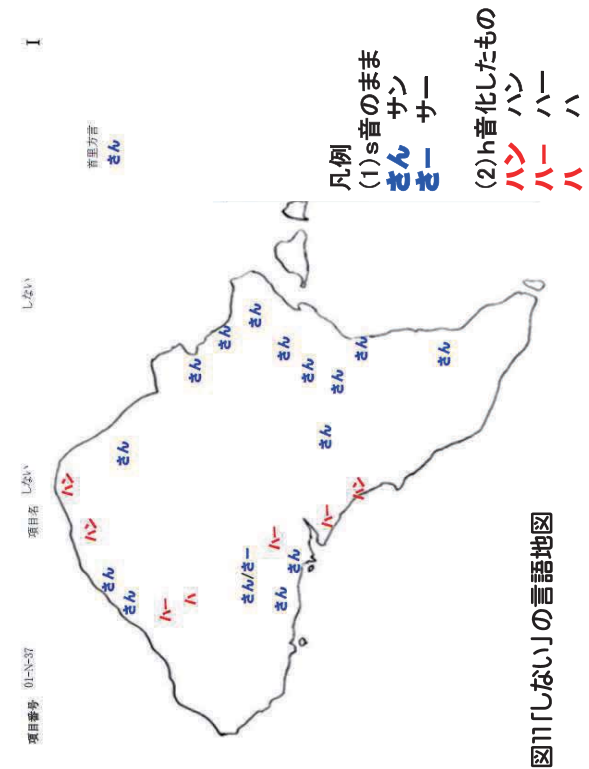 項目番号 01-N-37 項目名 しない しない I
首里方言
さん
ハン
ハン
さん
さん
さん
ハー
ハ
さん
さん
さん/さー
さん
ハー
さん
さん
さん
さん
さん
ハー
さん
ハン
さん
さん
凡例
(1)s音のまま
さん サン
さー サー
(2)h音化したもの
ハン ハン
ハー ハー
ハ ハ
図11「しない」の言語地図